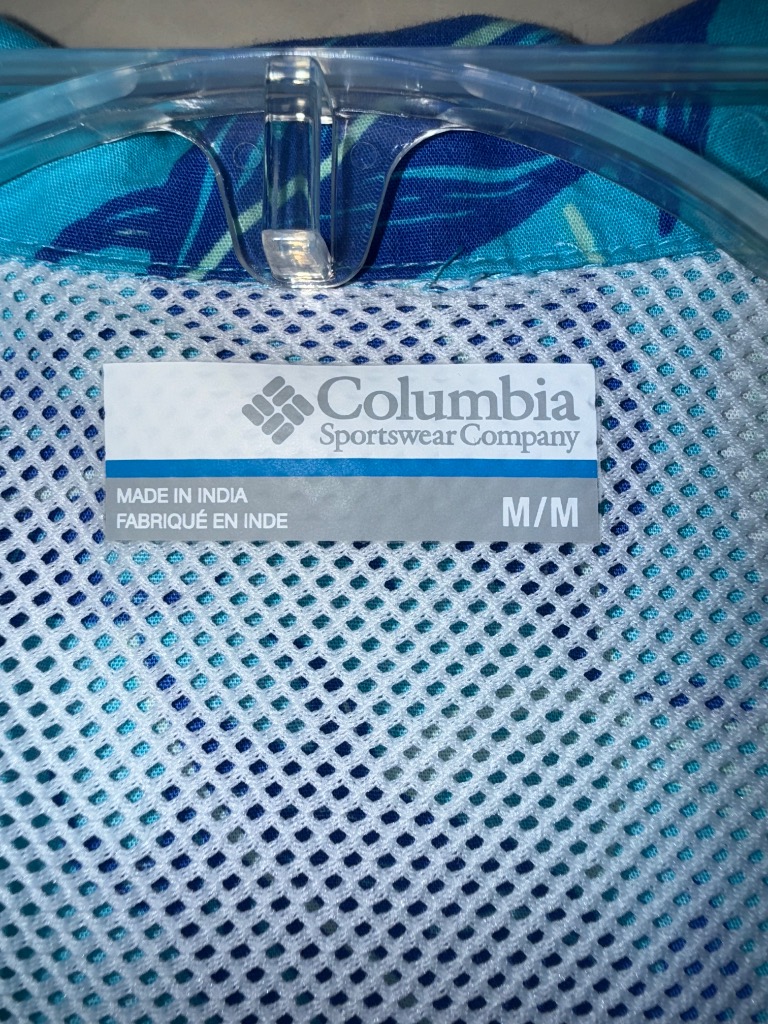 Columbia
Sportswear Company
MADE IN INDIA
FABRIQUÉ EN INDE
M/M